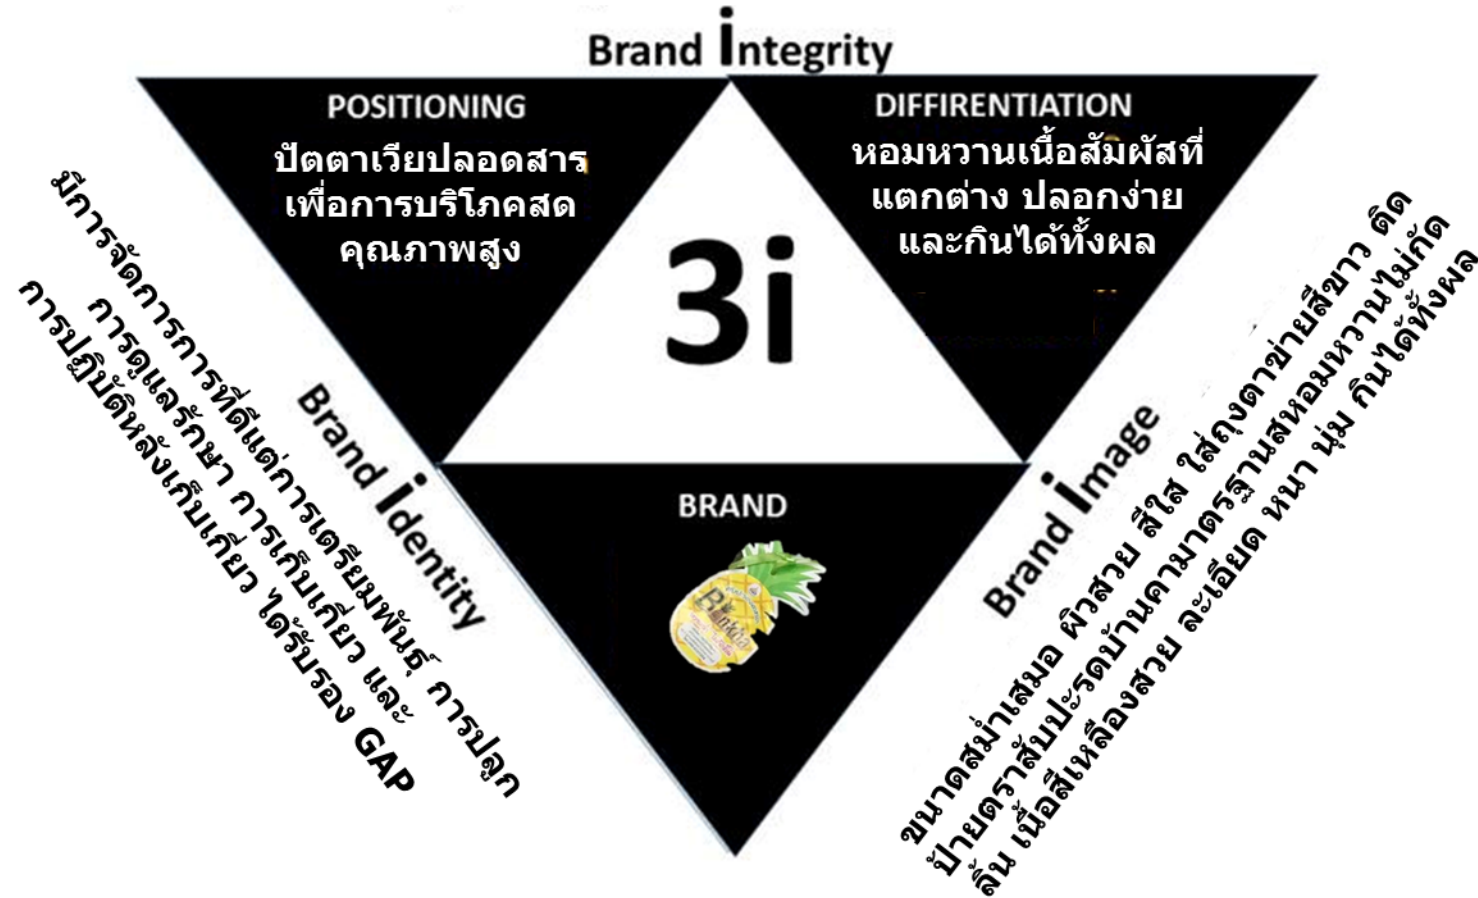 Brand integrity
POSITIONING
ปัตตาเวียปลอดสาร
เพื่อการบริโภคสด
คุณภาพสูง
DIFFIRENTIATION
หอมหวานเนื้อสัมผัสที่
แตกต่าง ปลอกง่าย
และกินได้ทั้งผล
3i
มีการจัดการการที่ดีแต่การเตรียมพันธุ์ การปลูก
การดูแลรักษา การเก็บเกี่ยว และ
การปฏิบัติหลังเก็บเกี่ยว ได้รับรอง GAP
Brand identity
Brand image
ขนาดสม่ำเสมอ ผิวสวย สีใส ใส่ถุงตาข่ายสีขาว ติด
ป้ายตราสับปะรดบ้านคามาตรฐานสหอมหวานไม่กัด
ลิ้น เนื้อสีเหลืองสวย ละเอียด หนา นุ่ม กินได้ทั้งผล
BRAND